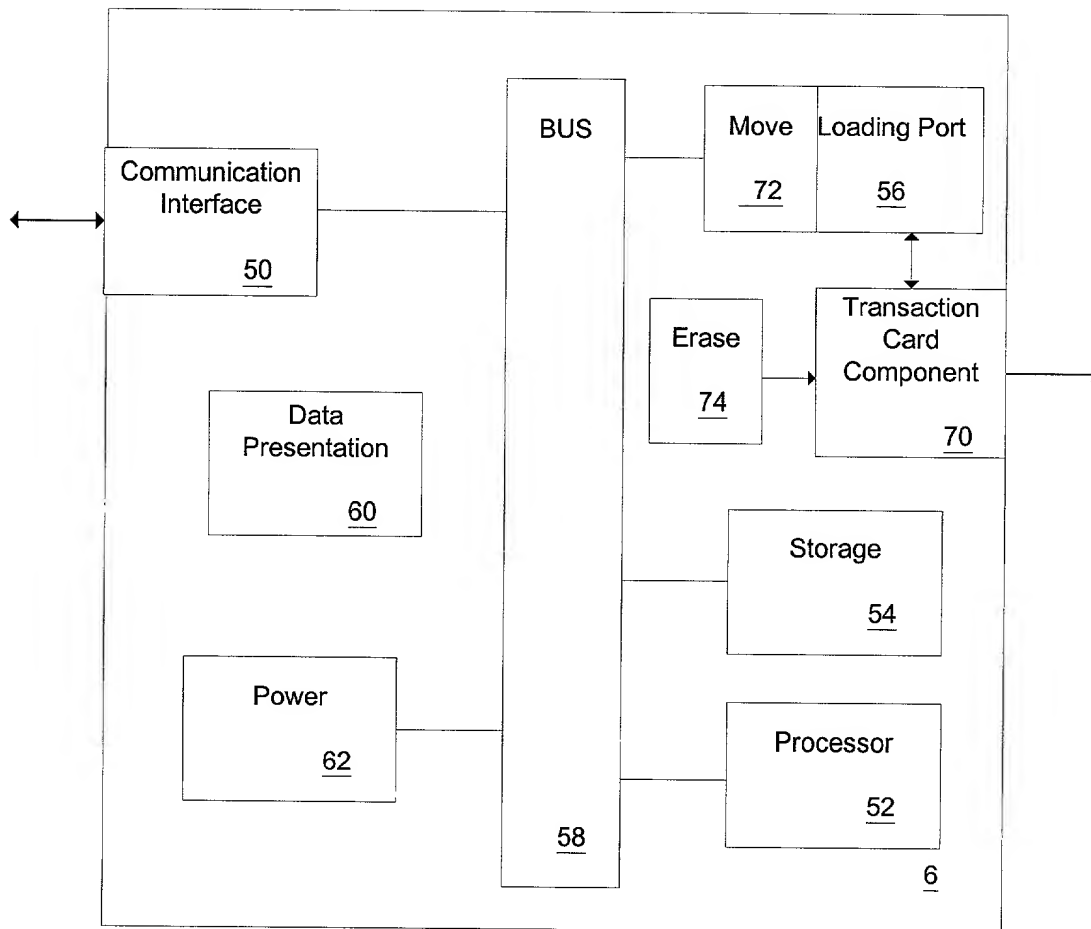 Communication
Interface
50
Data
Presentation
60
Power
62
BUS
58
Move
72
Loading Port
56
Erase
74
Transaction
Card
Component
70
Storage
54
Processor
52
6